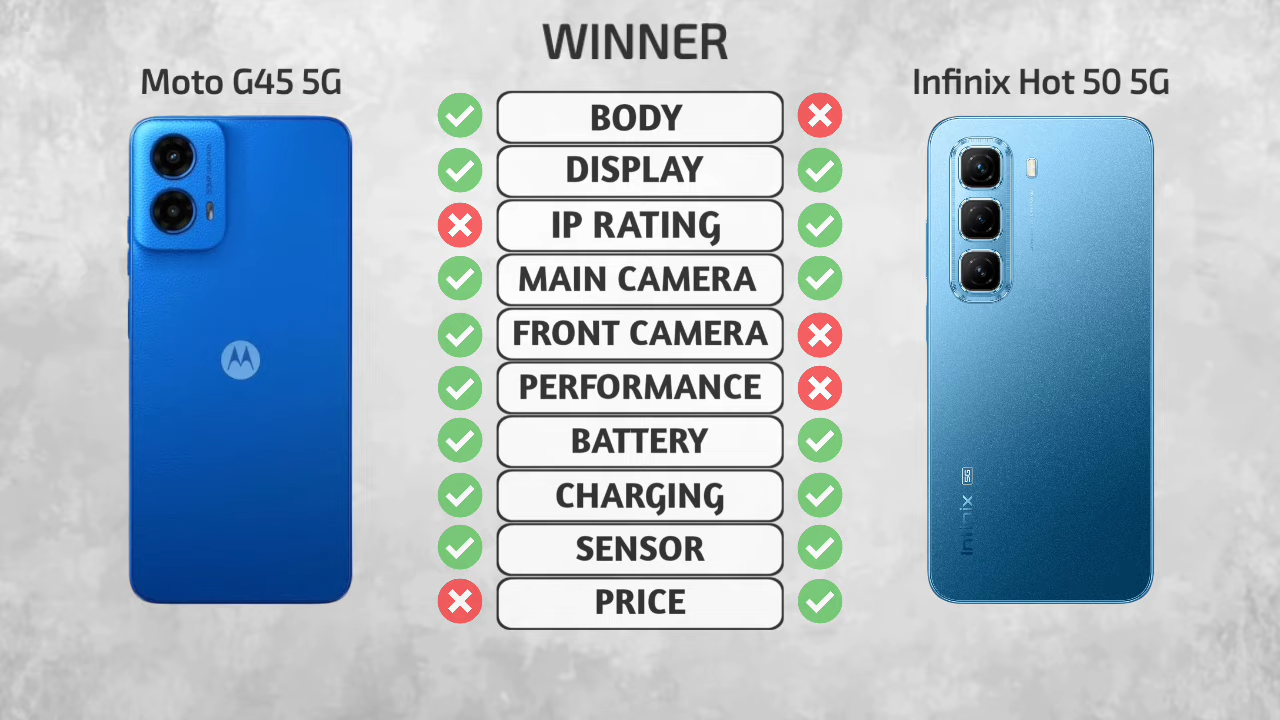 WINNER
Moto G45 5G
Infinix Hot 50 5G
BODY
DISPLAY
IP RATING
MAIN CAMERA
FRONT CAMERA
PERFORMANCE
BATTERY
CHARGING
SENSOR
PRICE
5G
Infinix